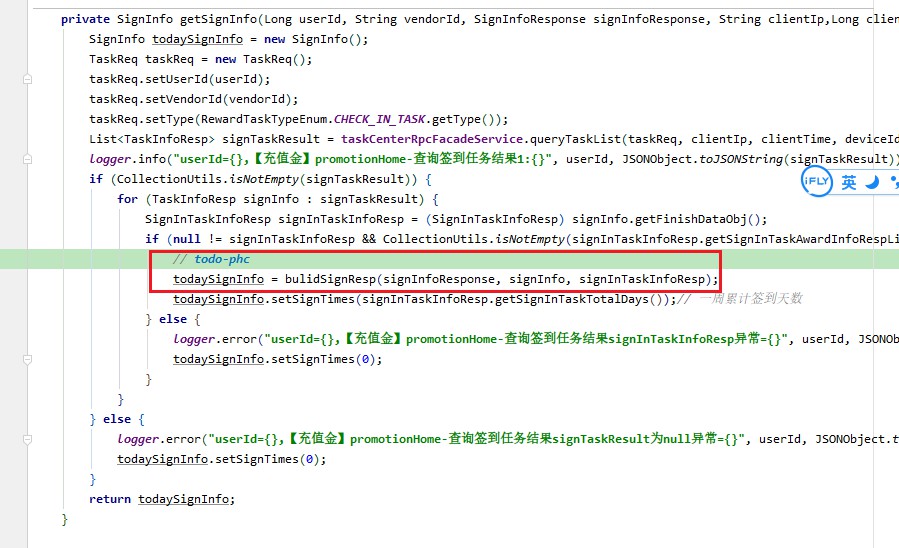 private SignInfo getSignInfo(Long userId, String vendorId, SignInfoResponse signInfoResponse, String clientIp,Long clien
SignInfo todaySignInfo = new SignInfo();
TaskReq taskReq = new TaskReq();
taskReq.setUserId(userId);
taskReq.setVendorId(vendorId);
taskReq.setType(RewardTaskTypeEnum.CHECK_IN_TASK.getType());
List<TaskInfoResp> signTaskResult = taskCenterRpcFacadeService.queryTaskList(taskReq, clientIp, clientTime, deviceId
logger.info("userId={},【充值金】promotionHome-查询签到任务结果1:{}", userId, JSONObject.toJSONString(signTaskResult))
if (CollectionUtils.isNotEmpty(signTaskResult)) {
iFLY 英
for (TaskInfoResp signInfo : signTaskResult) {
SignInTaskInfoResp signInTaskInfoResp = (SignInTaskInfoResp) signInfo.getFinishDataObj();
if (null != signInTaskInfoResp && CollectionUtils.isNotEmpty(signInTaskInfoResp.getSignInTaskAwardInfoRespLi
// todo-phc
todaySignInfo = bulidSignResp(signInfoResponse, signInfo, signInTaskInfoResp);
todaySignInfo.setSignTimes(signInTaskInfoResp.getSignInTaskTotalDays());// 一周累计签到天数
} else {
logger.error("userId={},【充值金】promotionHome-查询签到任务结果signInTaskInfoResp异常={}", userId, JSONOb
todaySignInfo.setSignTimes(0);
}
}
} else {
logger.error("userId={},【充值金】promotionHome-查询签到任务结果signTaskResult为null异常={}", userId, JSONObject.t
todaySignInfo.setSignTimes(0);
}
return todaySignInfo;
}